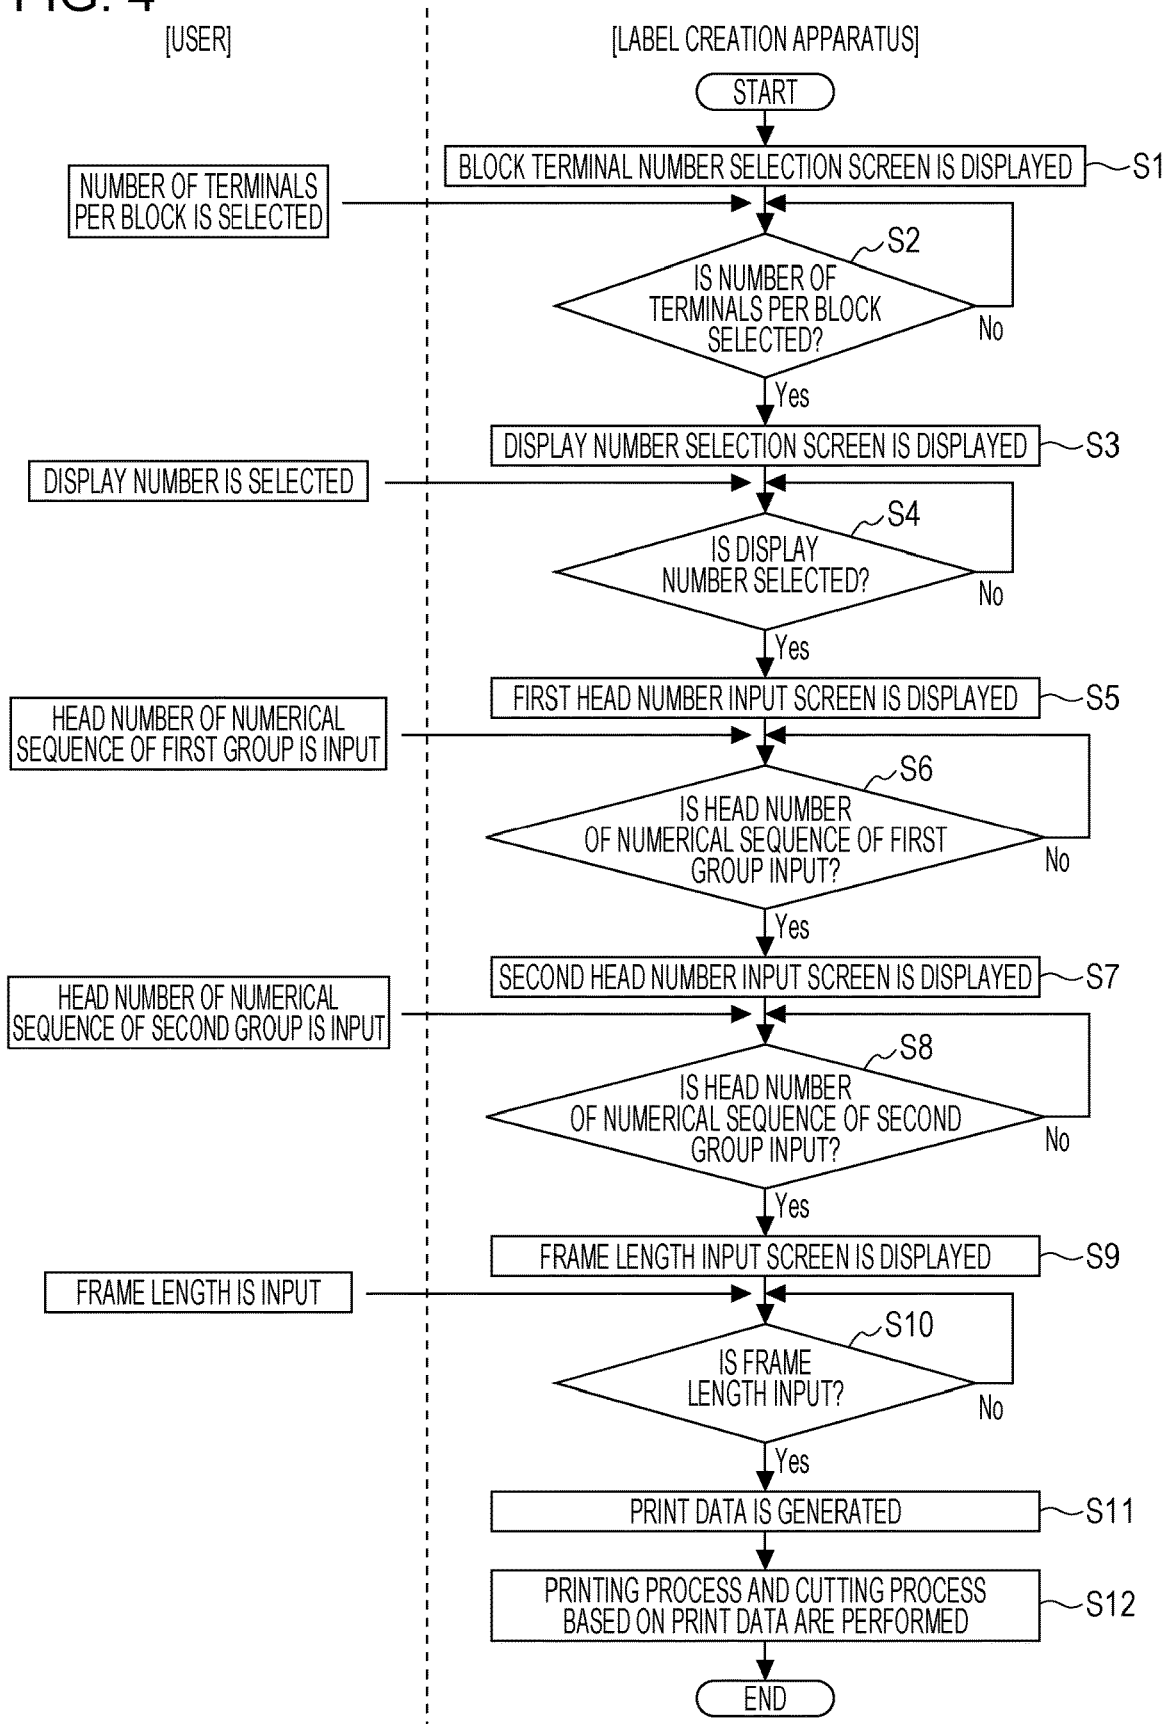 FIG. 4
[USER]
[LABEL CREATION APPARATUS]
START
BLOCK TERMINAL NUMBER SELECTION SCREEN IS DISPLAYED
S1
NUMBER OF TERMINALS
PER BLOCK IS SELECTED
S2
IS NUMBER OF
TERMINALS PER BLOCK
SELECTED?
No
Yes
DISPLAY NUMBER SELECTION SCREEN IS DISPLAYED
S3
DISPLAY NUMBER IS SELECTED
S4
IS DISPLAY
NUMBER SELECTED?
No
Yes
FIRST HEAD NUMBER INPUT SCREEN IS DISPLAYED
S5
HEAD NUMBER OF NUMERICAL
SEQUENCE OF FIRST GROUP IS INPUT
S6
IS HEAD NUMBER
OF NUMERICAL SEQUENCE OF FIRST
GROUP INPUT?
No
Yes
SECOND HEAD NUMBER INPUT SCREEN IS DISPLAYED
S7
HEAD NUMBER OF NUMERICAL
SEQUENCE OF SECOND GROUP IS INPUT
S8
IS HEAD NUMBER
OF NUMERICAL SEQUENCE OF SECOND
GROUP INPUT?
No
Yes
FRAME LENGTH INPUT SCREEN IS DISPLAYED
S9
FRAME LENGTH IS INPUT
S10
IS FRAME
LENGTH INPUT?
No
Yes
PRINT DATA IS GENERATED
S11
PRINTING PROCESS AND CUTTING PROCESS
BASED ON PRINT DATA ARE PERFORMED
S12
END